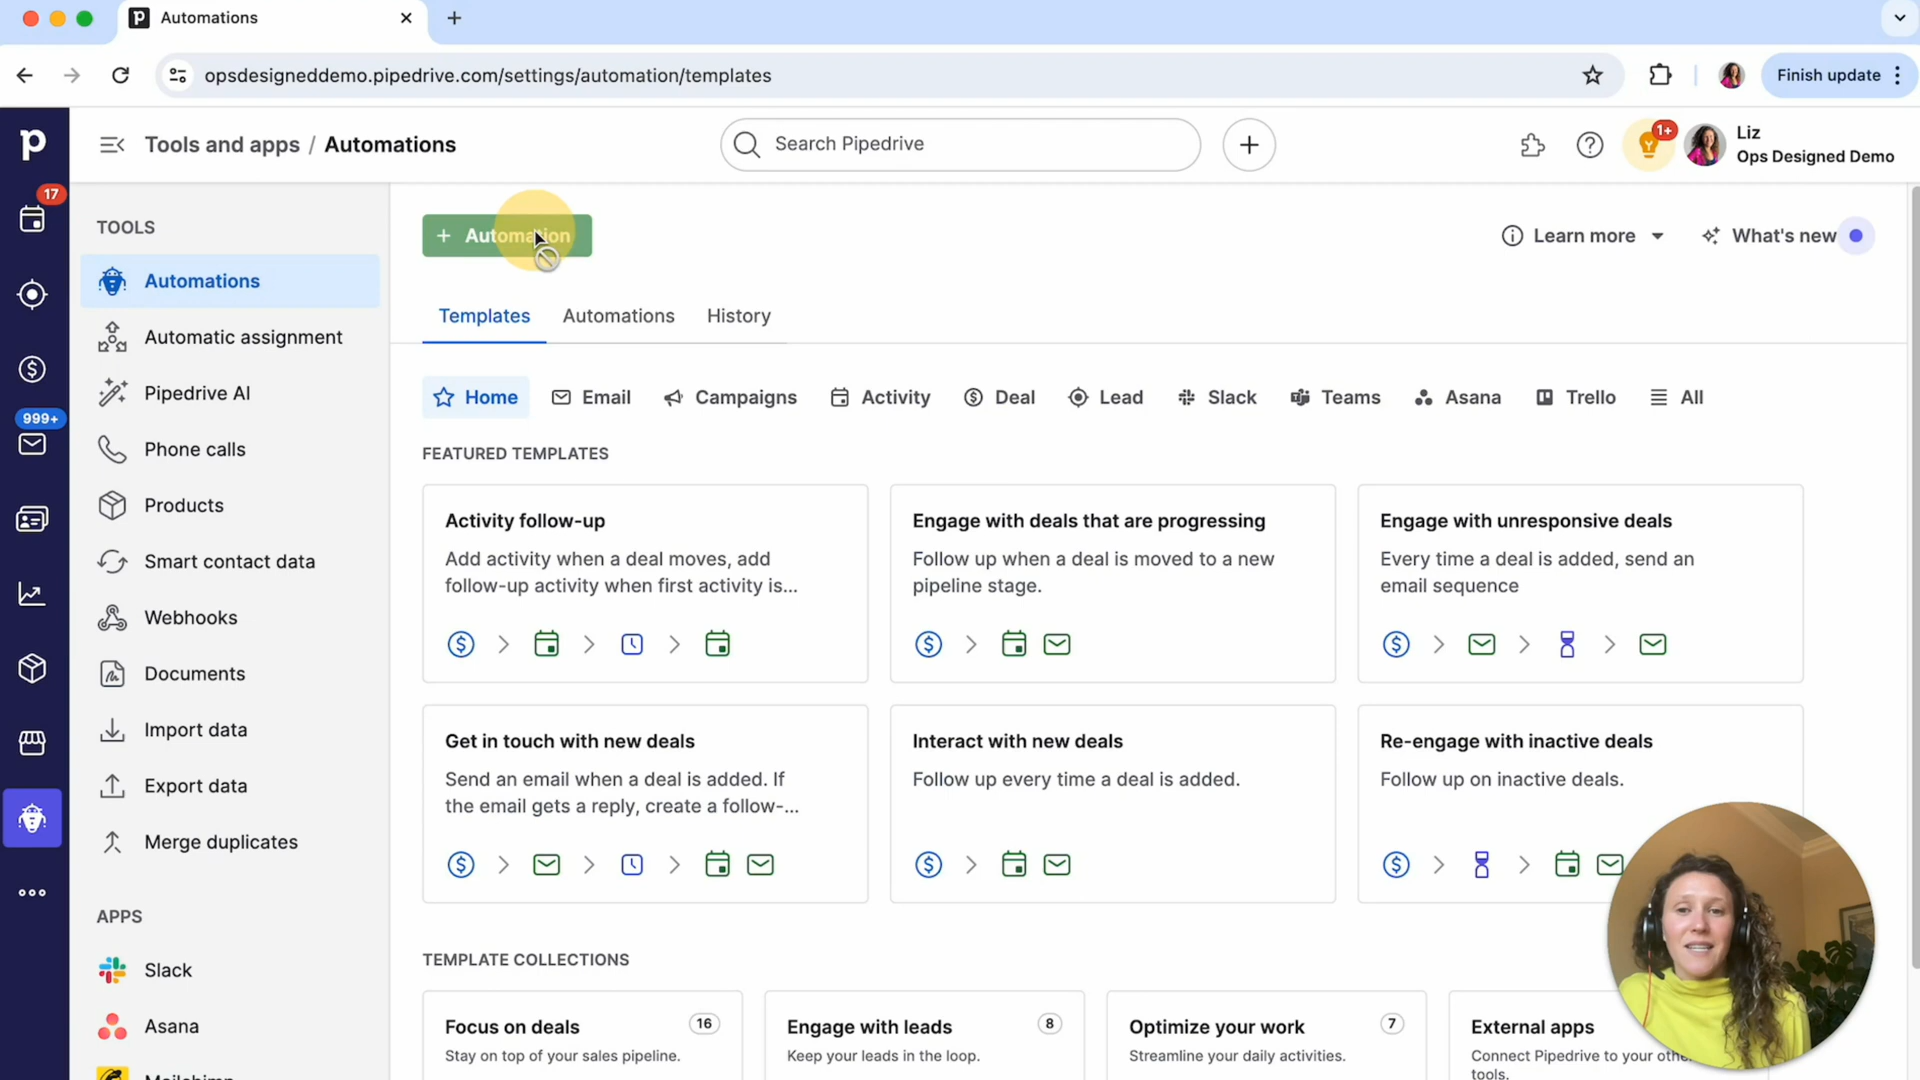 Automations
opsdesigneddemo.pipedrive.com/settings/automation/templates
Finish update
Tools and apps / Automations
Search Pipedrive
1+
Liz
Ops Designed Demo
17
999+
TOOLS
Automations
Automatic assignment
Pipedrive AI
Phone calls
Products
Smart contact data
Webhooks
Documents
Import data
Export data
Merge duplicates
APPS
Slack
Asana
+ Automation
Learn more
What's new
Templates
Automations
History
Home
Email
Campaigns
Activity
Deal
Lead
Slack
Teams
Asana
Trello
All
FEATURED TEMPLATES
Activity follow-up
Add activity when a deal moves, add
follow-up activity when first activity is...
Engage with deals that are progressing
Follow up when a deal is moved to a new
pipeline stage.
Engage with unresponsive deals
Every time a deal is added, send an
email sequence
Get in touch with new deals
Send an email when a deal is added. If
the email gets a reply, create a follow-...
Interact with new deals
Follow up every time a deal is added.
Re-engage with inactive deals
Follow up on inactive deals.
TEMPLATE COLLECTIONS
Focus on deals
16
Stay on top of your sales pipeline.
Engage with leads
8
Keep your leads in the loop.
Optimize your work
7
Streamline your daily activities.
External apps
Connect Pipedrive to your
tools.